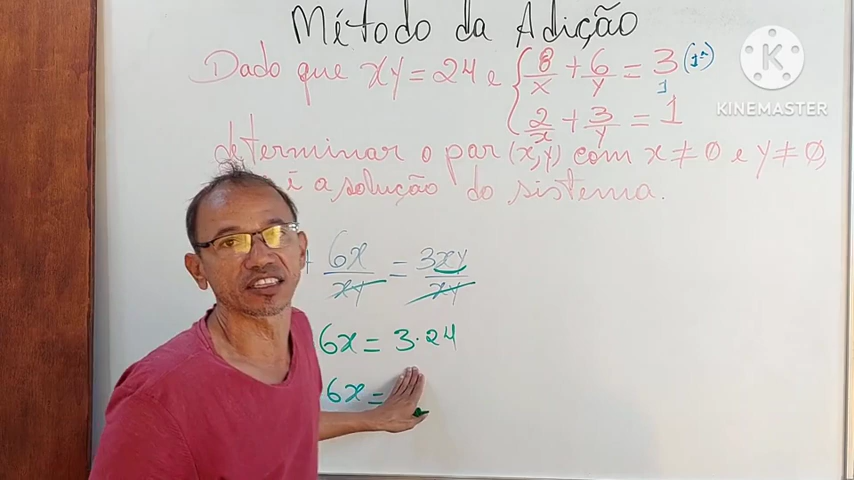 Método da Adição
Dado que xy = 24 e { 8/x + 6/y = 3 (1ª)
1
2/x + 3/y = 1
determinar o par (x,y) com x ≠ 0 e y ≠ 0,
é a solução do sistema.
+ 6x/xy = 3xy/xy
6x = 3·24
6x =
K
KINEMASTER